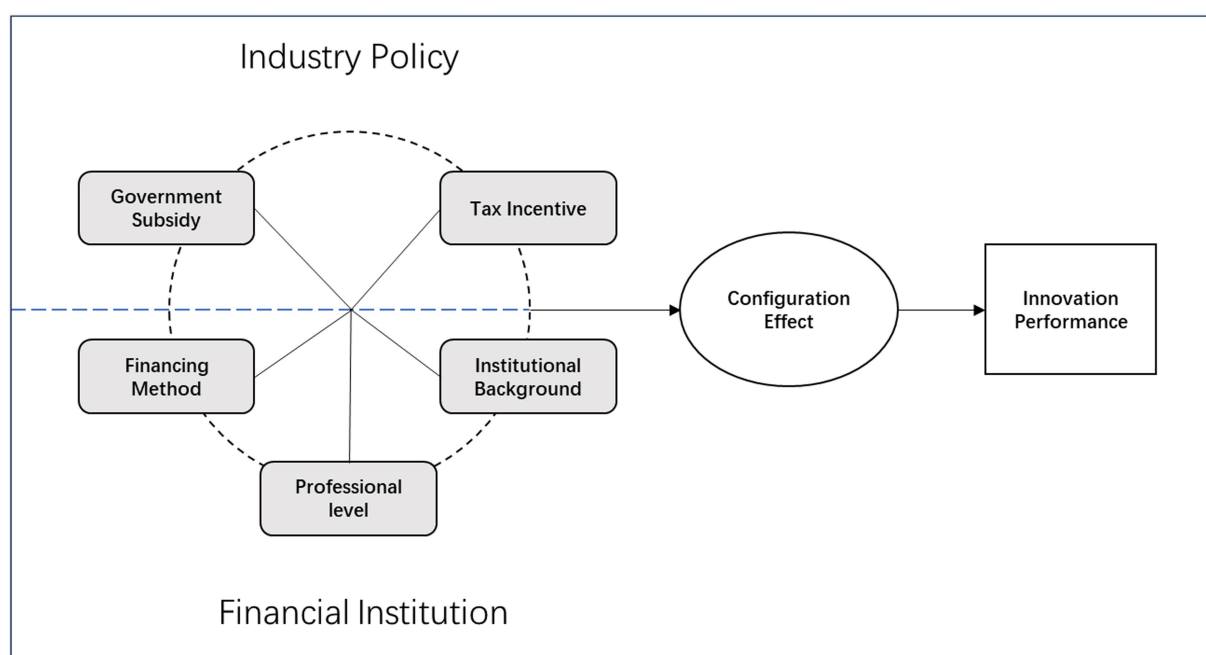 Industry Policy
Government
Subsidy
Tax Incentive
Configuration
Effect
Innovation
Performance
Financing
Method
Institutional
Background
Professional
level
Financial Institution